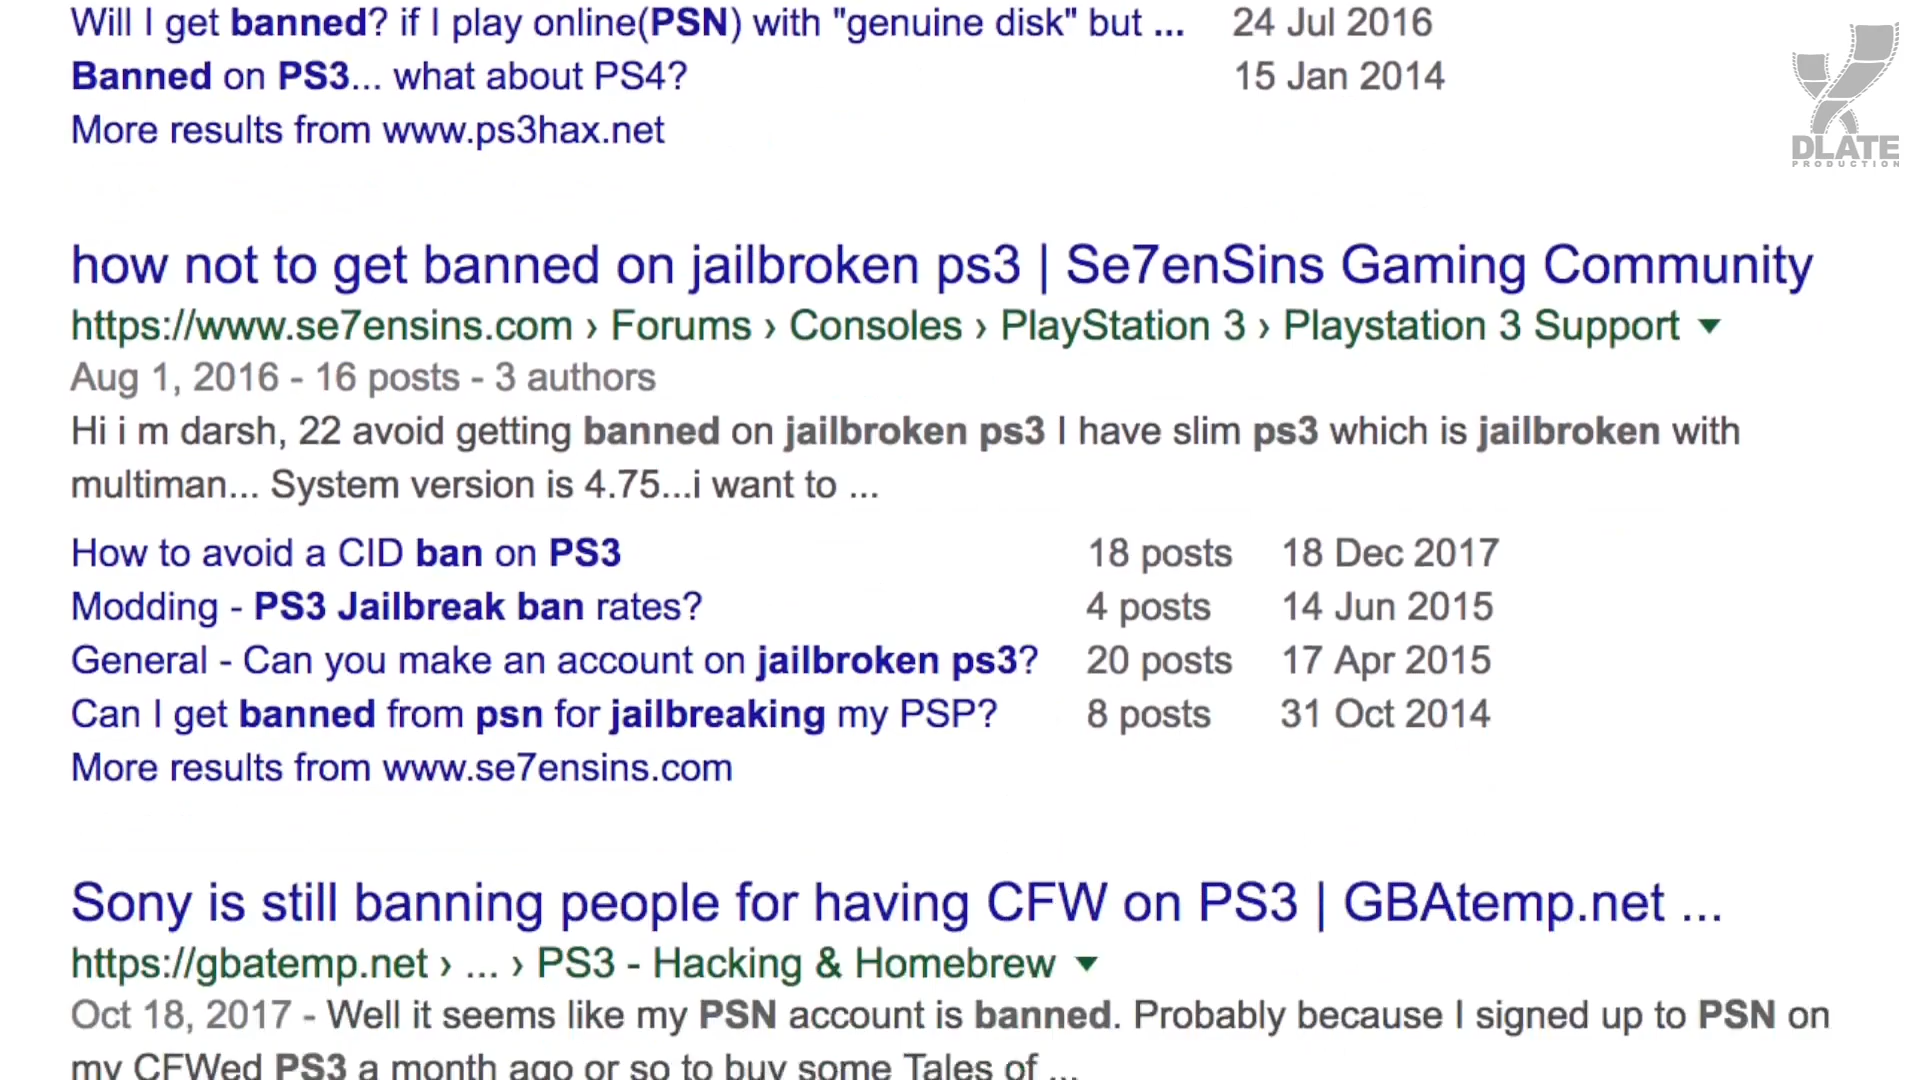 Will I get banned? if I play online(PSN) with "genuine disk" but ... 24 Jul 2016
Banned on PS3... what about PS4? 15 Jan 2014
More results from www.ps3hax.net
DLATE
PRODUCTION
how not to get banned on jailbroken ps3 | Se7enSins Gaming Community
https://www.se7ensins.com › Forums › Consoles › PlayStation 3 › Playstation 3 Support ▼
Aug 1, 2016 - 16 posts - 3 authors
Hi i m darsh, 22 avoid getting banned on jailbroken ps3 I have slim ps3 which is jailbroken with
multiman... System version is 4.75...i want to ...
How to avoid a CID ban on PS3 18 posts 18 Dec 2017
Modding - PS3 Jailbreak ban rates? 4 posts 14 Jun 2015
General - Can you make an account on jailbroken ps3? 20 posts 17 Apr 2015
Can I get banned from psn for jailbreaking my PSP? 8 posts 31 Oct 2014
More results from www.se7ensins.com
Sony is still banning people for having CFW on PS3 | GBAtemp.net ...
https://gbatemp.net › ... › PS3 - Hacking & Homebrew ▼
Oct 18, 2017 - Well it seems like my PSN account is banned. Probably because I signed up to PSN on
my CFWed PS3 a month ago or so to buy some Tales of ...